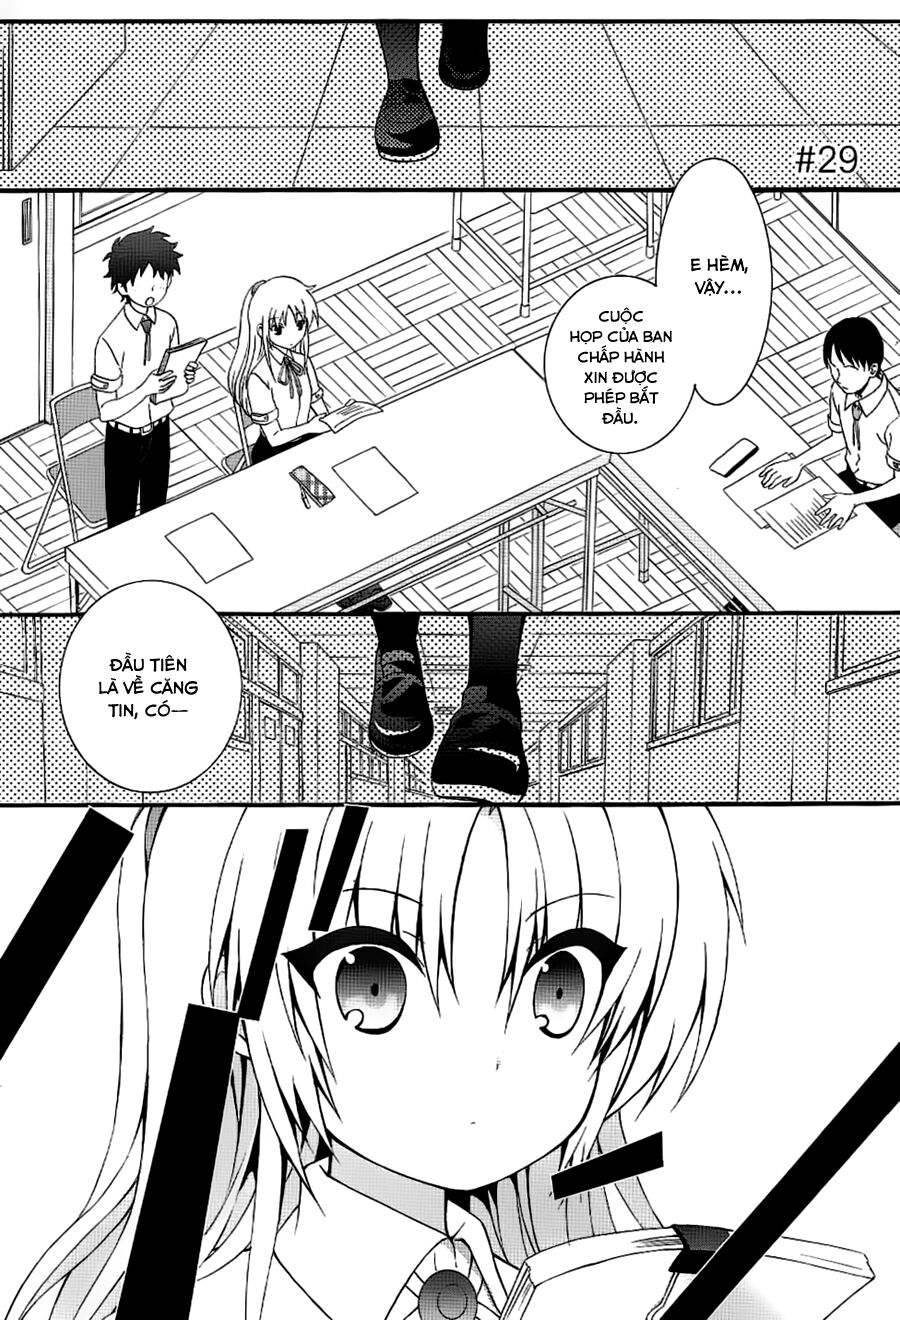 #29
E HÈM,
VẬY...
CUỘC
HỌP CỦA BAN
CHẤP HÀNH
XIN ĐƯỢC
PHÉP BẮT
ĐẦU.
ĐẦU TIÊN
LÀ VỀ CĂNG
TIN, CÓ—